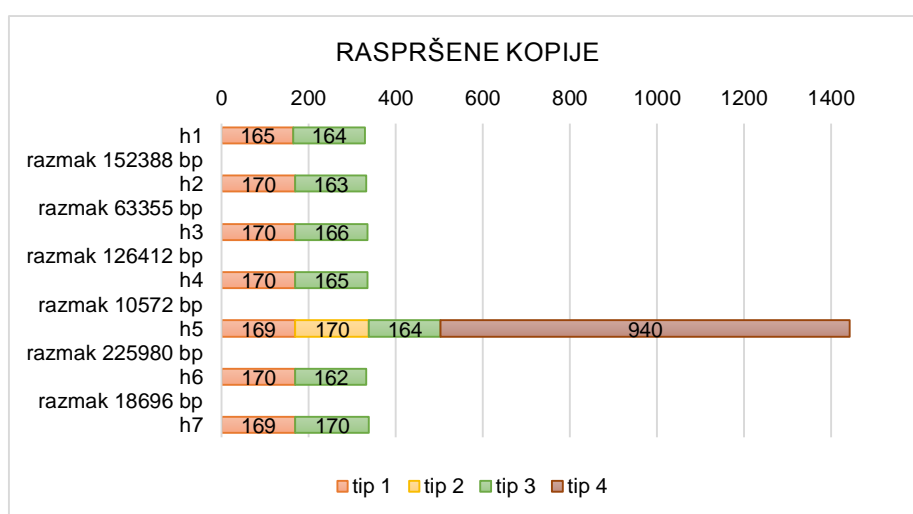 RASPRŠENE KOPIJE
0 200 400 600 800 1000 1200 1400
h1 165 164
razmak 152388 bp
h2 170 163
razmak 63355 bp
h3 170 166
razmak 126412 bp
h4 170 165
razmak 10572 bp
h5 169 170 164 940
razmak 225980 bp
h6 170 162
razmak 18696 bp
h7 169 170
tip 1 tip 2 tip 3 tip 4